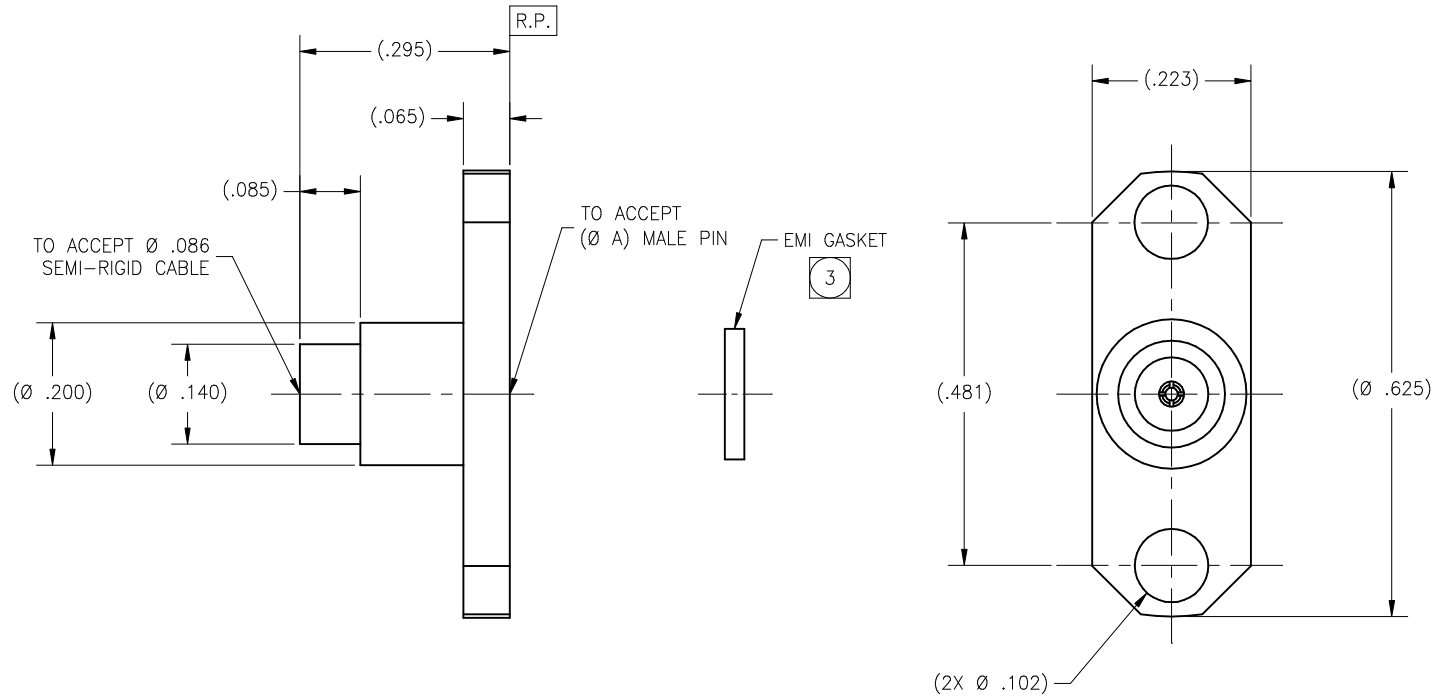 R.P.
(.295)
(.223)
(.065)
(.085)
TO ACCEPT
(Ø A) MALE PIN
EMI GASKET
3
TO ACCEPT Ø .086
SEMI-RIGID CABLE
(Ø .200)
(Ø .140)
(.481)
(Ø .625)
(2X Ø .102)